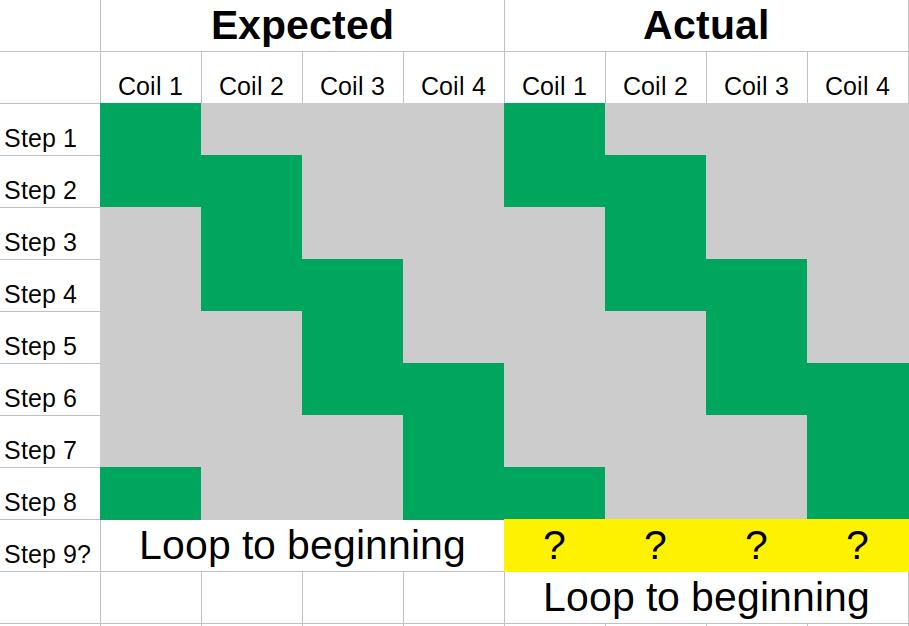 Expected Actual
Coil 1 Coil 2 Coil 3 Coil 4 Coil 1 Coil 2 Coil 3 Coil 4
Step 1
Step 2
Step 3
Step 4
Step 5
Step 6
Step 7
Step 8
Step 9? Loop to beginning ? ? ? ?
Loop to beginning